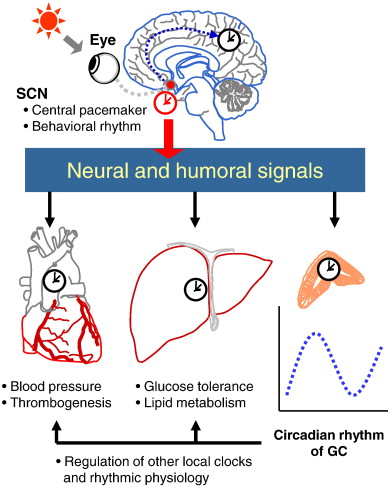 Eye
SCN
• Central pacemaker
• Behavioral rhythm
Neural and humoral signals
• Blood pressure
• Thrombogenesis
• Glucose tolerance
• Lipid metabolism
Circadian rhythm
of GC
• Regulation of other local clocks
and rhythmic physiology